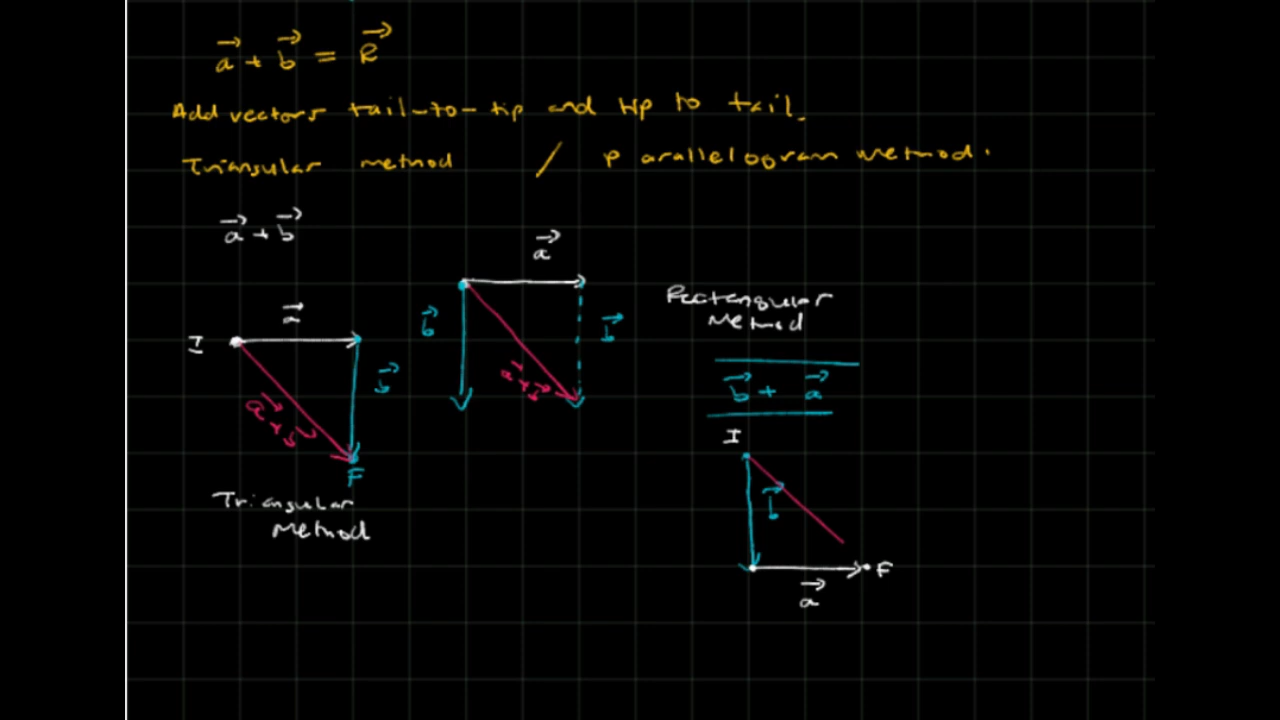 a + b = R
Add vectors tail-to-tip and tip to tail.
Triangular method / parallelogram method.
a + b
a
I
b
a + b
F
Triangular
Method
a
b
b
a + b
Rectangular
Method
b + a
I
b
F
a